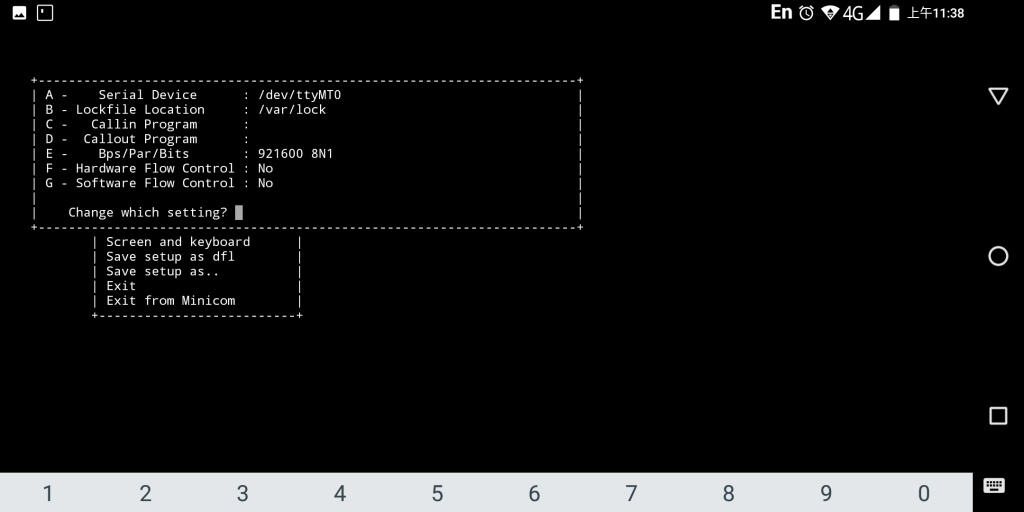 En 4G 上午11:38
+-----------------------------------------------------------------------+
| A -    Serial Device      : /dev/ttyMT0                               |
| B - Lockfile Location     : /var/lock                                 |
| C -   Callin Program      :                                           |
| D -  Callout Program      :                                           |
| E -    Bps/Par/Bits       : 921600 8N1                                |
| F - Hardware Flow Control : No                                        |
| G - Software Flow Control : No                                        |
|                                                                       |
|    Change which setting?                                              |
+-----------------------------------------------------------------------+
| Screen and keyboard      |
| Save setup as dfl        |
| Save setup as..          |
| Exit                     |
| Exit from Minicom        |
+--------------------------+
1 2 3 4 5 6 7 8 9 0